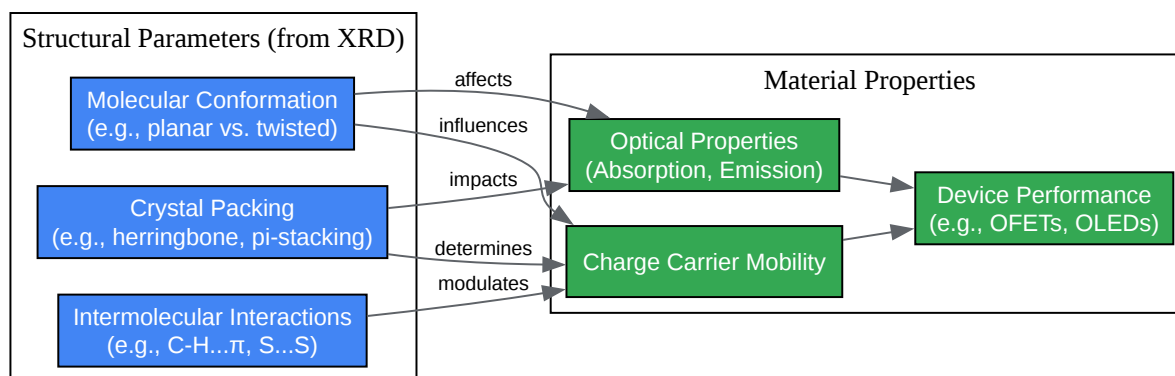 Structural Parameters (from XRD)
Molecular Conformation
(e.g., planar vs. twisted)
Crystal Packing
(e.g., herringbone, pi-stacking)
Intermolecular Interactions
(e.g., C-H...π, S...S)
affects
influences
impacts
determines
modulates
Material Properties
Optical Properties
(Absorption, Emission)
Charge Carrier Mobility
Device Performance
(e.g., OFETs, OLEDs)